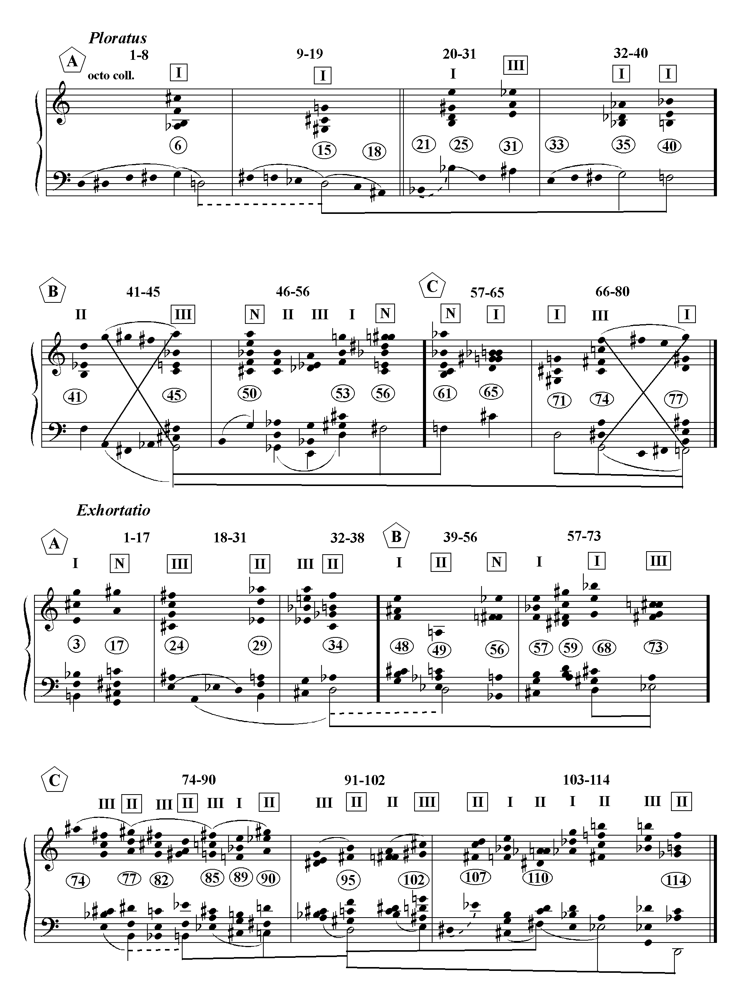 Ploratus
A 1-8 9-19 20-31 32-40
octo coll. I I I III I I
6 15 18 21 25 31 33 35 40
B 41-45 46-56 C 57-65 66-80
II III N II III I N N I I III I
41 45 50 53 56 61 65 71 74 77
Exhortatio
A 1-17 18-31 32-38 B 39-56 57-73
I N III II III II I II N I I III
3 17 24 29 34 48 49 56 57 59 68 73
C 74-90 91-102 103-114
III II III II III I II III II II III II I II I II III II
74 77 82 85 89 90 95 102 107 110 114